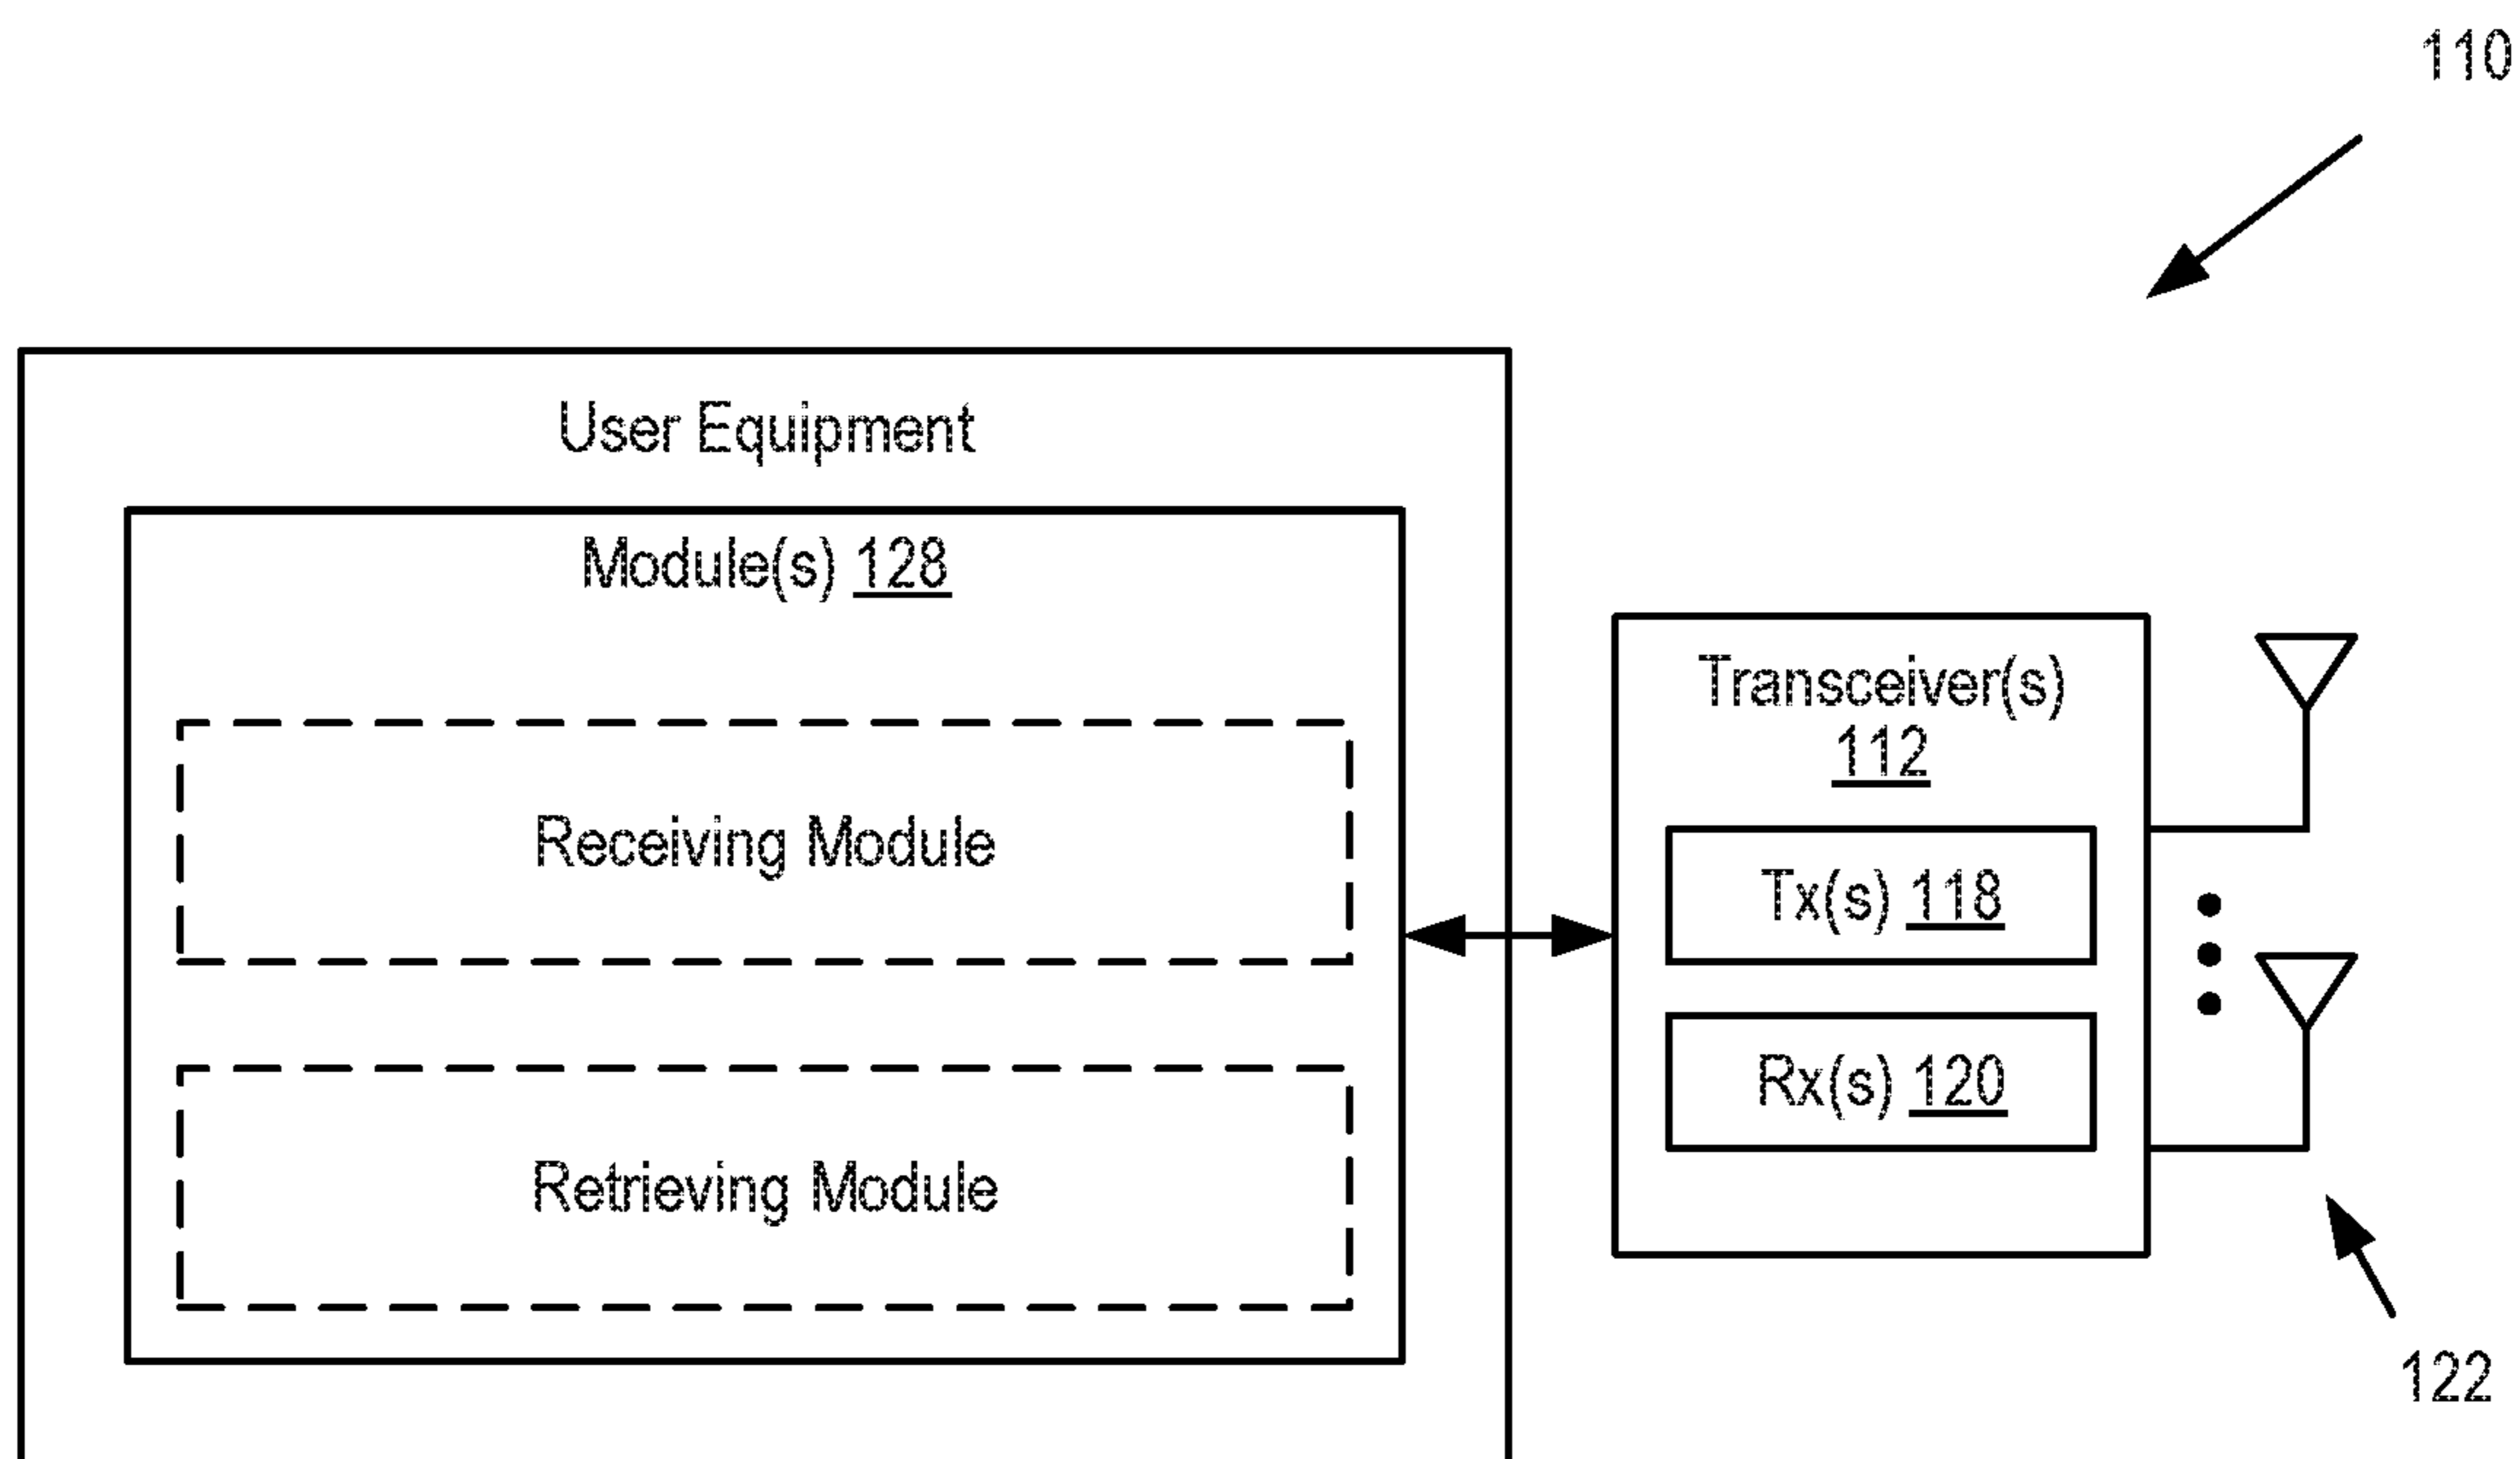 110
User Equipment
Module(s) 128
Receiving Module
Retrieving Module
Transceiver(s)
112
Tx(s) 118
Rx(s) 120
122